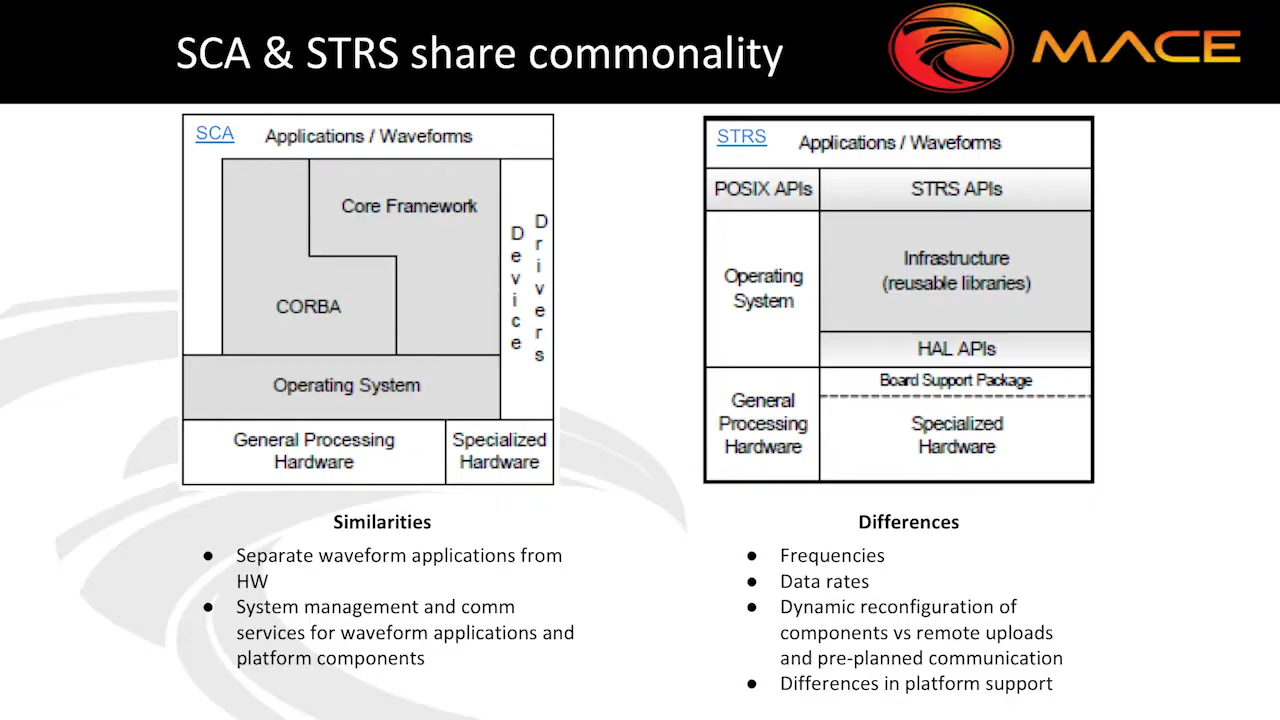 SCA & STRS share commonality
MACE
SCA
Applications / Waveforms
Core Framework
CORBA
Device
Drivers
Operating System
General Processing
Hardware
Specialized
Hardware
STRS
Applications / Waveforms
POSIX APIs
STRS APIs
Operating
System
Infrastructure
(reusable libraries)
HAL APIs
Board Support Package
General
Processing
Hardware
Specialized
Hardware
Similarities
● Separate waveform applications from
HW
● System management and comm
services for waveform applications and
platform components
Differences
● Frequencies
● Data rates
● Dynamic reconfiguration of
components vs remote uploads
and pre-planned communication
● Differences in platform support